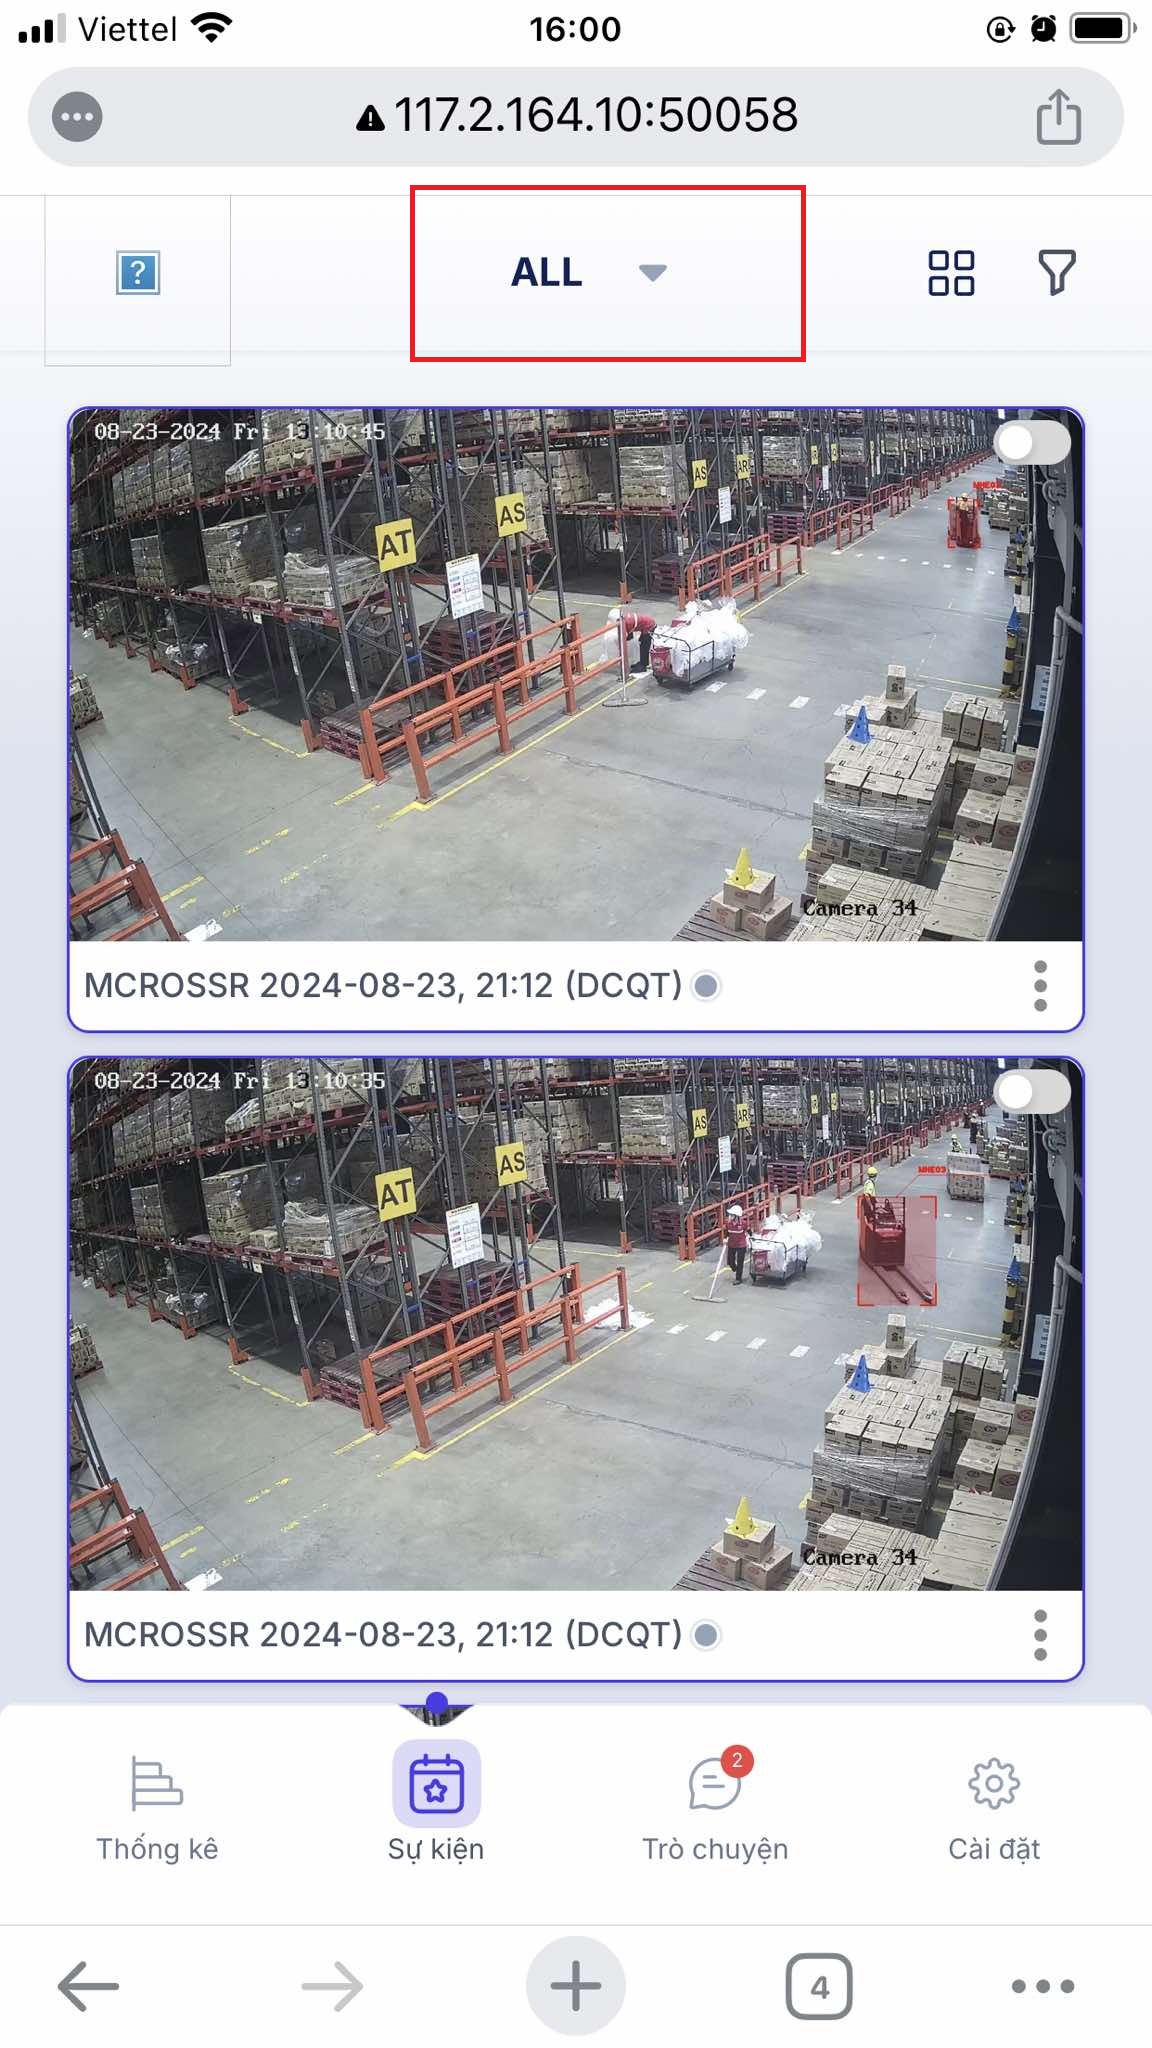 Viettel
16:00
117.2.164.10:50058
?
ALL
08-23-2024 Fri 13:10:45
AT
AS
AS
AR
Camera 34
MCROSSR 2024-08-23, 21:12 (DCQT)
08-23-2024 Fri 13:10:35
AT
AS
AS
AR
MHE03
Camera 34
MCROSSR 2024-08-23, 21:12 (DCQT)
Thống kê
Sự kiện
2
Trò chuyện
Cài đặt
4